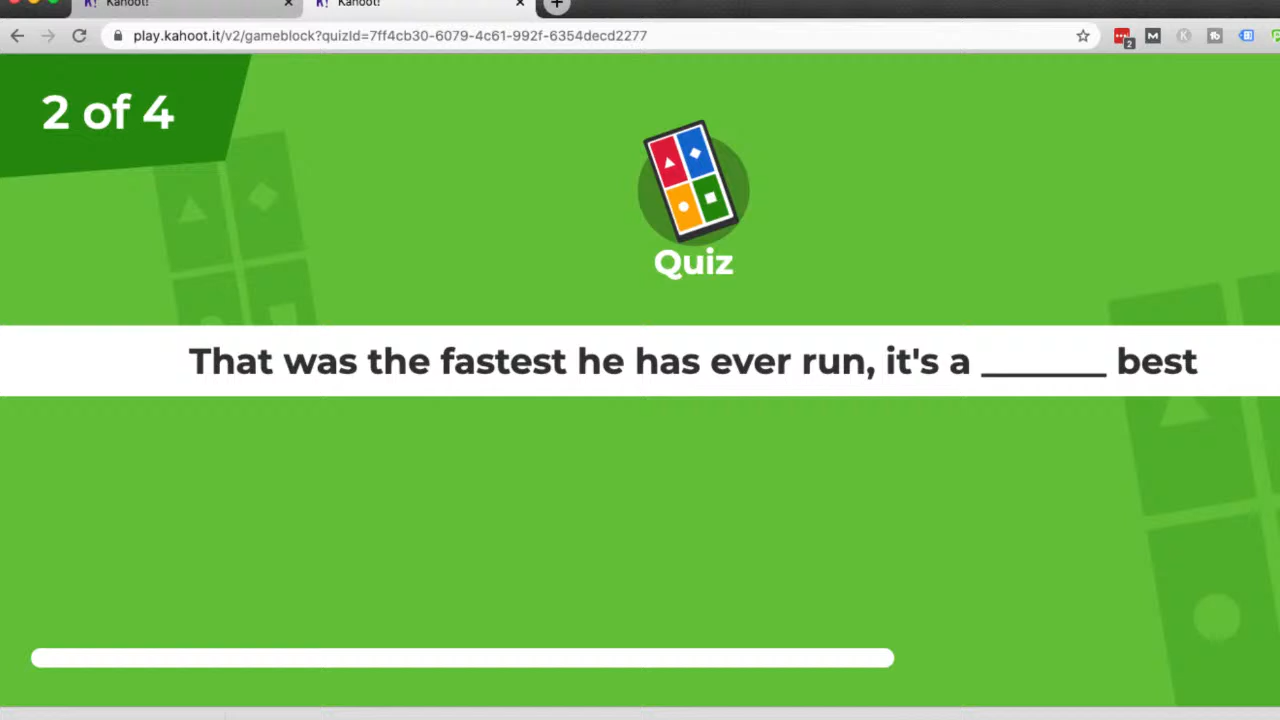 K! Kahoot!
K! Kahoot!
play.kahoot.it/v2/gameblock?quizId=7ff4cb30-6079-4c61-992f-6354decd2277
2
2 of 4
Quiz
That was the fastest he has ever run, it's a _______ best